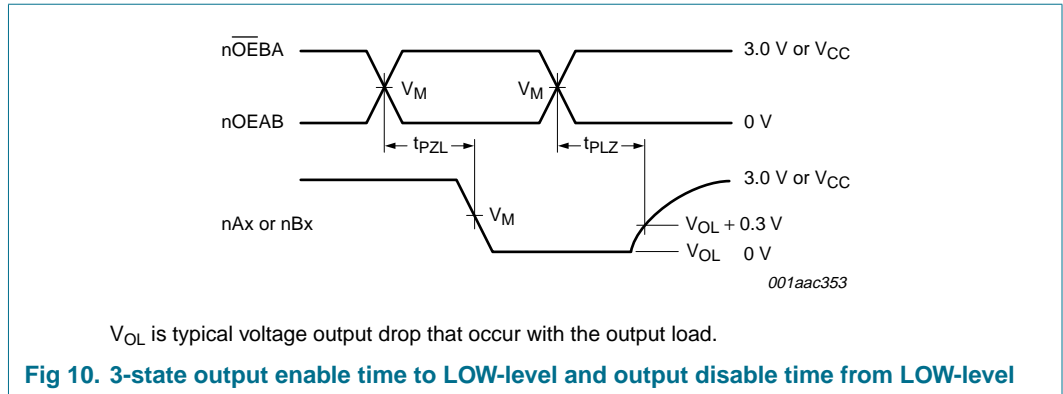 nOEBA
3.0 V or VCC
VM VM
nOEAB
0 V
tPZL tPLZ
3.0 V or VCC
nAx or nBx
VM
VOL + 0.3 V
VOL 0 V
001aac353
VOL is typical voltage output drop that occur with the output load.
Fig 10. 3-state output enable time to LOW-level and output disable time from LOW-level